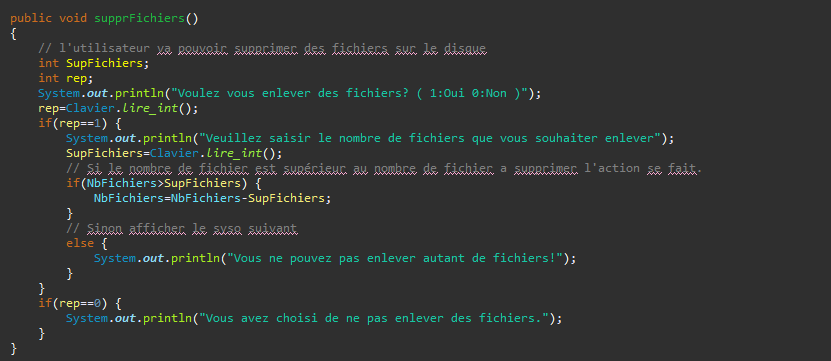 public void supprFichiers()
{
// l'utilisateur va pouvoir supprimer des fichiers sur le disque
int SupFichiers;
int rep;
System.out.println("Voulez vous enlever des fichiers? ( 1:Oui 0:Non )");
rep=Clavier.lire_int();
if(rep==1) {
System.out.println("Veuillez saisir le nombre de fichiers que vous souhaiter enlever");
SupFichiers=Clavier.lire_int();
// Si le nombre de fichier est supérieur au nombre de fichier a supprimer l'action se fait.
if(NbFichiers>SupFichiers) {
NbFichiers=NbFichiers-SupFichiers;
}
// Sinon afficher le syso suivant
else {
System.out.println("Vous ne pouvez pas enlever autant de fichiers!");
}
}
if(rep==0) {
System.out.println("Vous avez choisi de ne pas enlever des fichiers.");
}
}